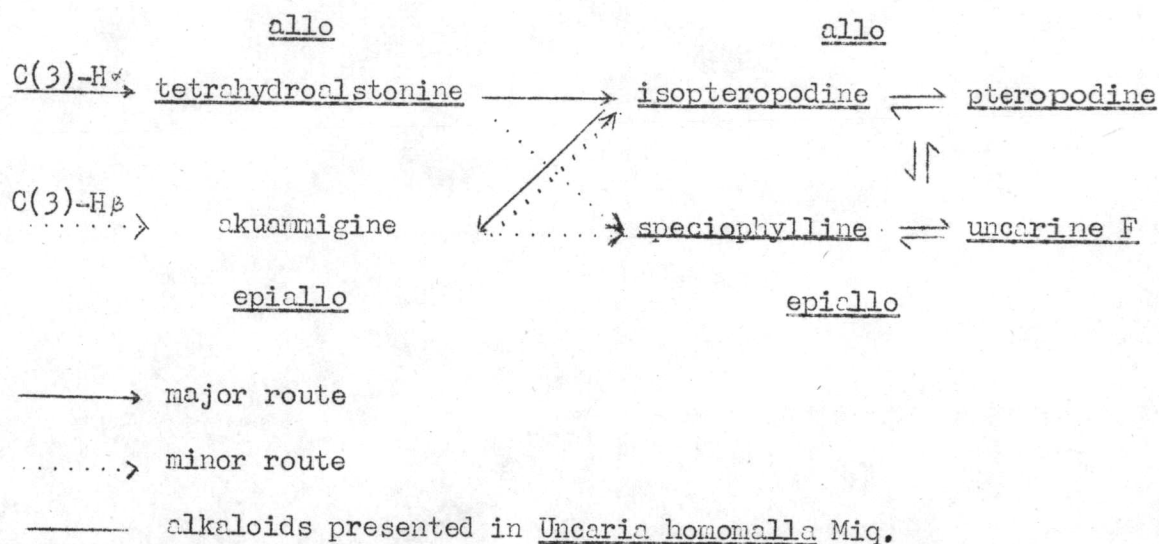 allo allo
C(3)-Hα tetrahydroalstonine isopteropodine pteropodine
C(3)-Hβ akuammigine speciophylline uncarine F
epiallo epiallo
major route
minor route
alkaloids presented in Uncaria homomalla Miq.